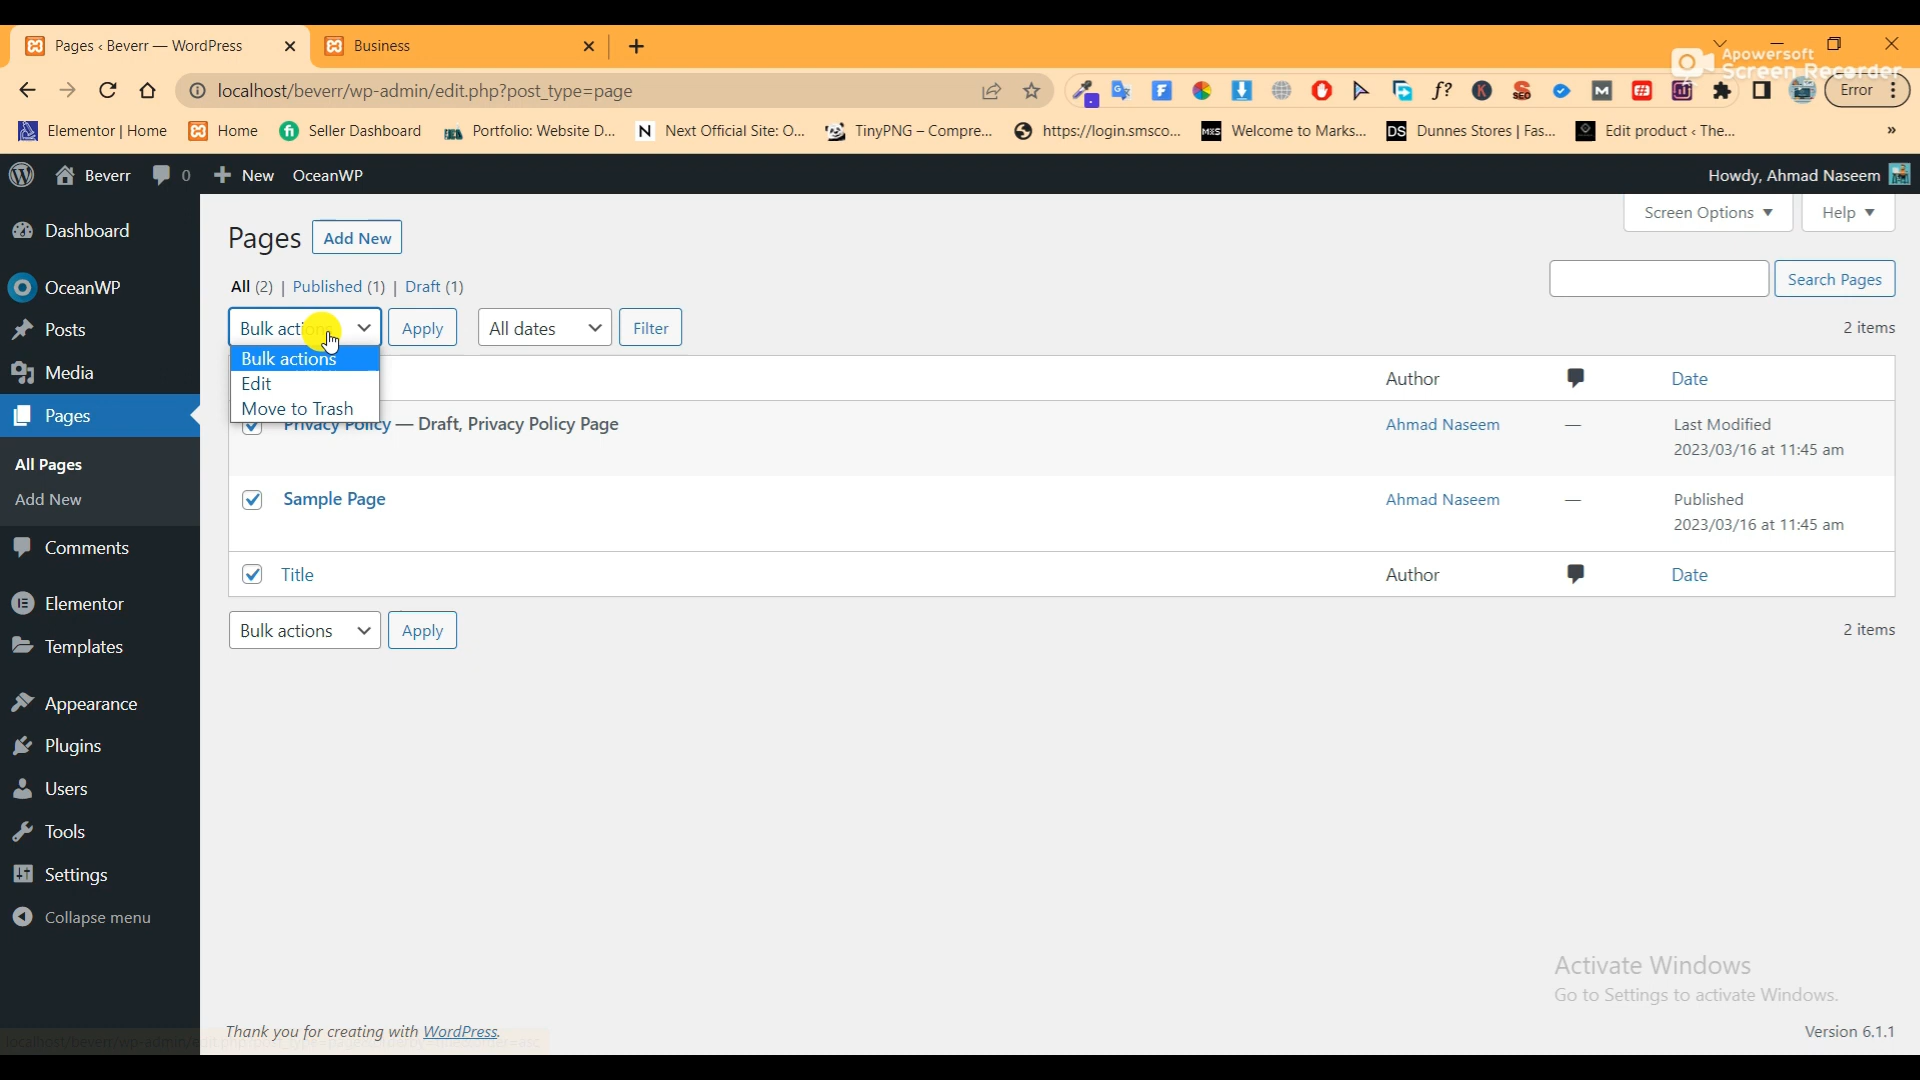 Pages ‹ Beverr — WordPress
Business
Apowersoft
Screen Recorder
localhost/beverr/wp-admin/edit.php?post_type=page
Error
Elementor | Home
Home
Seller Dashboard
Portfolio: Website D...
Next Official Site: O...
TinyPNG – Compre...
https://login.smsco...
Welcome to Marks...
Dunnes Stores | Fas...
Edit product ‹ The...
»
Beverr
0
New
OceanWP
Howdy, Ahmad Naseem
Dashboard
OceanWP
Posts
Media
Pages
All Pages
Add New
Comments
Elementor
Templates
Appearance
Plugins
Users
Tools
Settings
Collapse menu
Screen Options
Help
Pages
Add New
All (2) | Published (1) | Draft (1)
Search Pages
Bulk actions
Apply
All dates
Filter
2 items
Bulk actions
Edit
Move to Trash
Author
Date
Privacy Policy — Draft, Privacy Policy Page
Ahmad Naseem
—
Last Modified
2023/03/16 at 11:45 am
Sample Page
Ahmad Naseem
—
Published
2023/03/16 at 11:45 am
Title
Author
Date
Bulk actions
Apply
2 items
Activate Windows
Go to Settings to activate Windows.
Thank you for creating with WordPress.
Version 6.1.1